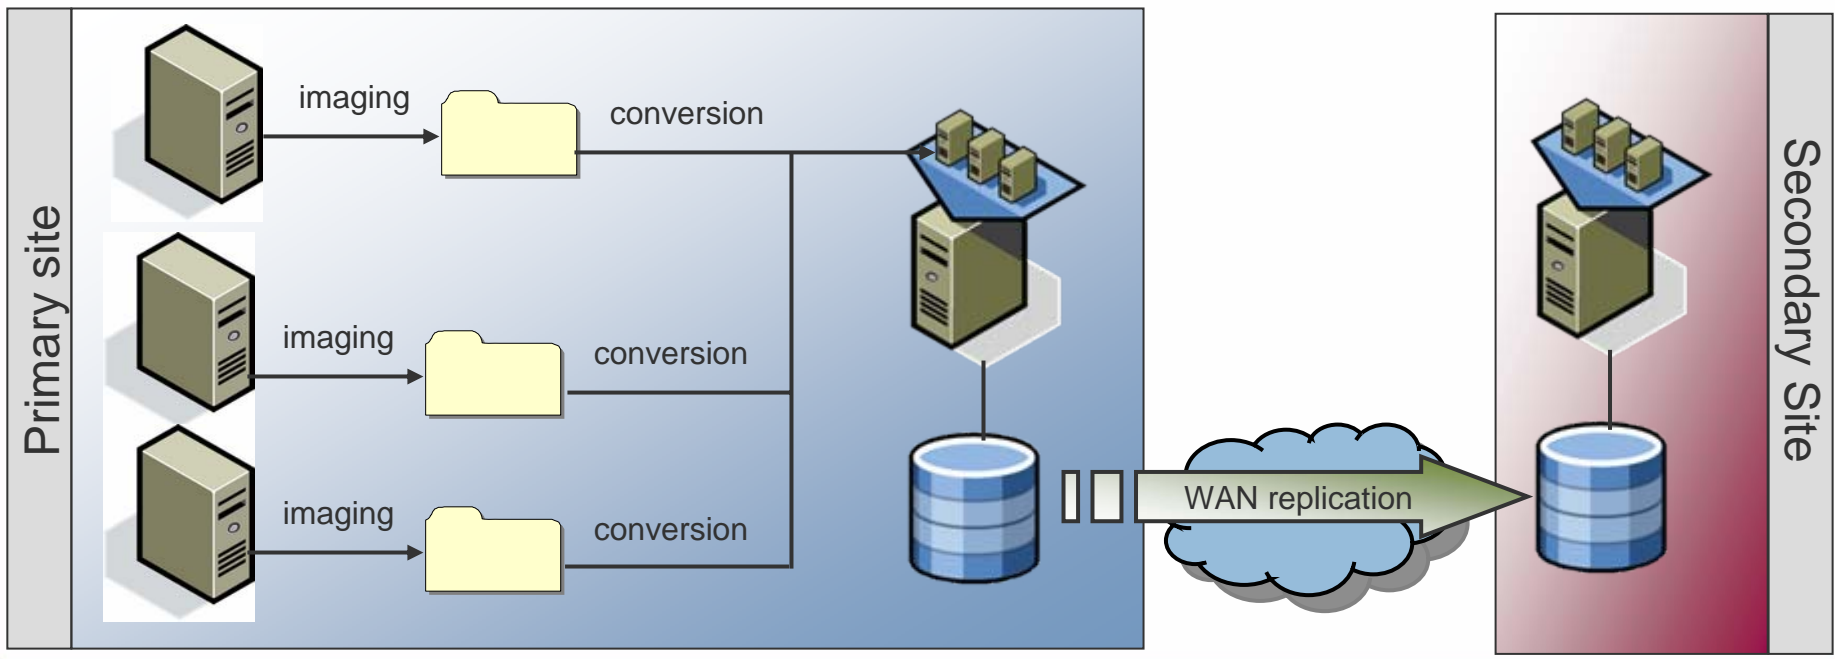 Primary site
imaging
conversion
imaging
conversion
imaging
conversion
WAN replication
Secondary Site